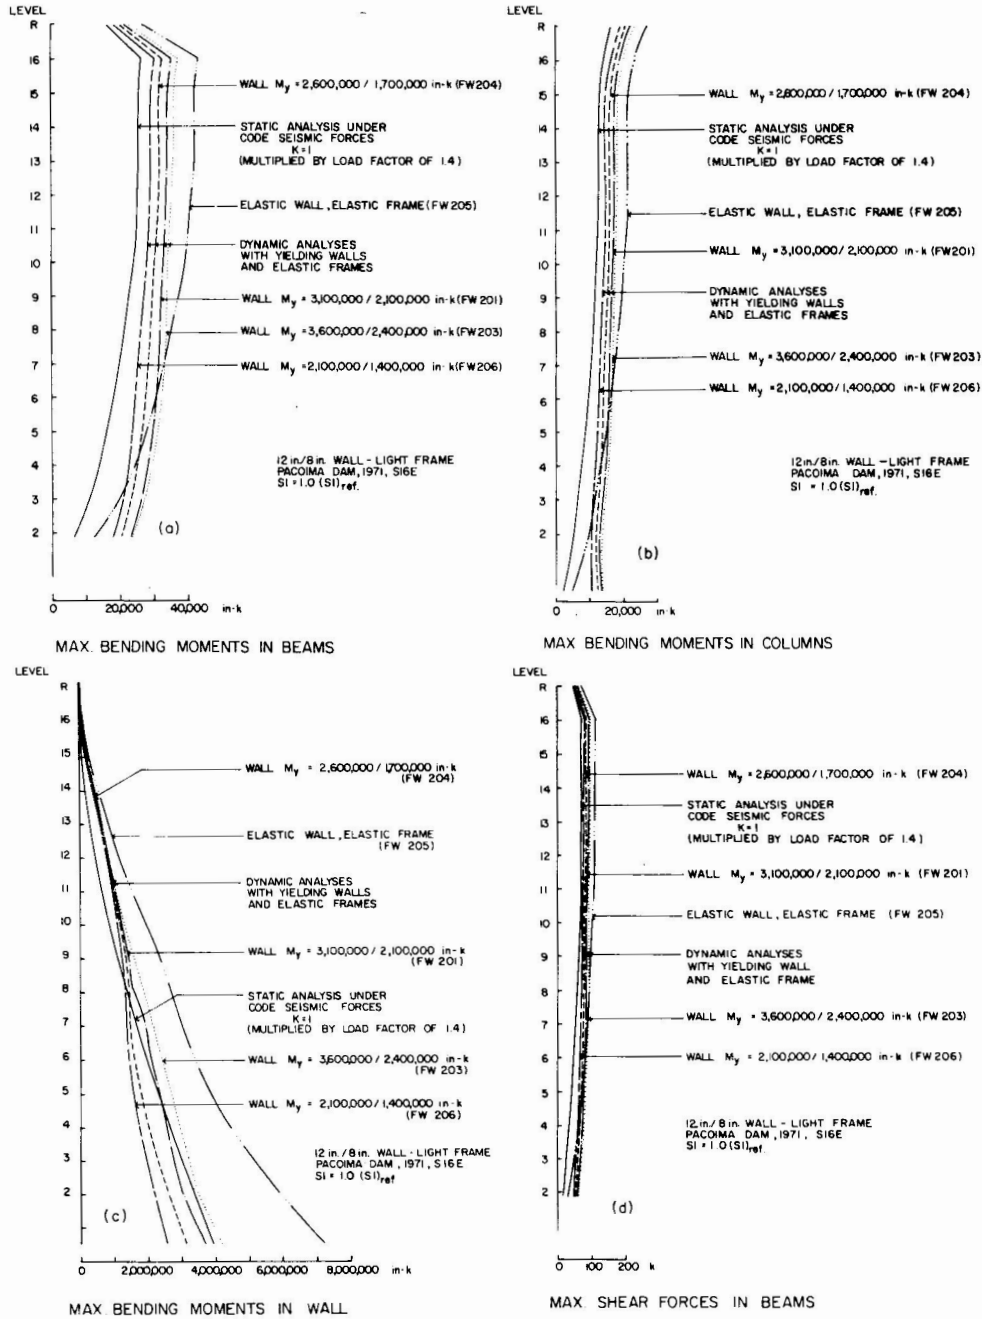 LEVEL
R
16
15
14
13
12
11
10
9
8
7
6
5
4
3
2
WALL My = 2,600,000 / 1,700,000 in-k (FW204)
STATIC ANALYSIS UNDER
CODE SEISMIC FORCES
K=1
(MULTIPLIED BY LOAD FACTOR OF 1.4)
ELASTIC WALL, ELASTIC FRAME (FW 205)
DYNAMIC ANALYSES
WITH YIELDING WALLS
AND ELASTIC FRAMES
WALL My = 3,100,000 / 2,100,000 in-k (FW201)
WALL My = 3,600,000 / 2,400,000 in-k (FW203)
WALL My = 2,100,000 / 1,400,000 in-k (FW206)
12 in/8 in. WALL - LIGHT FRAME
PACOIMA DAM, 1971, S16E
SI = 1.0 (SI)ref.
(a)
0 20,000 40,000 in-k
MAX. BENDING MOMENTS IN BEAMS
LEVEL
R
16
15
14
13
12
11
10
9
8
7
6
5
4
3
2
WALL My = 2,600,000 / 1,700,000 in-k (FW 204)
STATIC ANALYSIS UNDER
CODE SEISMIC FORCES
K=1
(MULTIPLIED BY LOAD FACTOR OF 1.4)
ELASTIC WALL, ELASTIC FRAME (FW 205)
WALL My = 3,100,000 / 2,100,000 in-k (FW201)
DYNAMIC ANALYSES
WITH YIELDING WALLS
AND ELASTIC FRAMES
WALL My = 3,600,000 / 2,400,000 in-k (FW203)
WALL My = 2,100,000 / 1,400,000 in-k (FW206)
12 in/8 in. WALL - LIGHT FRAME
PACOIMA DAM, 1971, S16E
SI = 1.0 (SI)ref.
(b)
0 20,000 in-k
MAX BENDING MOMENTS IN COLUMNS
LEVEL
R
16
15
14
13
12
11
10
9
8
7
6
5
4
3
2
WALL My = 2,600,000 / 1,700,000 in-k
(FW 204)
ELASTIC WALL, ELASTIC FRAME
(FW 205)
DYNAMIC ANALYSES
WITH YIELDING WALLS
AND ELASTIC FRAMES
WALL My = 3,100,000 / 2,100,000 in-k
(FW 201)
STATIC ANALYSIS UNDER
CODE SEISMIC FORCES
K=1
(MULTIPLIED BY LOAD FACTOR OF 1.4)
WALL My = 3,600,000 / 2,400,000 in-k
(FW 203)
WALL My = 2,100,000 / 1,400,000 in-k
(FW 206)
12 in./8 in. WALL - LIGHT FRAME
PACOIMA DAM, 1971, S16E
SI = 1.0 (SI)ref
(c)
0 2,000,000 4,000,000 6,000,000 8,000,000 in-k
MAX. BENDING MOMENTS IN WALL
LEVEL
R
16
15
14
13
12
11
10
9
8
7
6
5
4
3
2
WALL My = 2,600,000 / 1,700,000 in-k (FW 204)
STATIC ANALYSIS UNDER
CODE SEISMIC FORCES
K=1
(MULTIPLIED BY LOAD FACTOR OF 1.4)
WALL My = 3,100,000 / 2,100,000 in-k (FW 201)
ELASTIC WALL, ELASTIC FRAME (FW 205)
DYNAMIC ANALYSES
WITH YIELDING WALL
AND ELASTIC FRAME
WALL My = 3,600,000 / 2,400,000 in-k (FW 203)
WALL My = 2,100,000 / 1,400,000 in-k (FW206)
12 in./8 in. WALL - LIGHT FRAME
PACOIMA DAM, 1971, S16E
SI = 1.0 (SI)ref.
(d)
0 100 200 k
MAX. SHEAR FORCES IN BEAMS